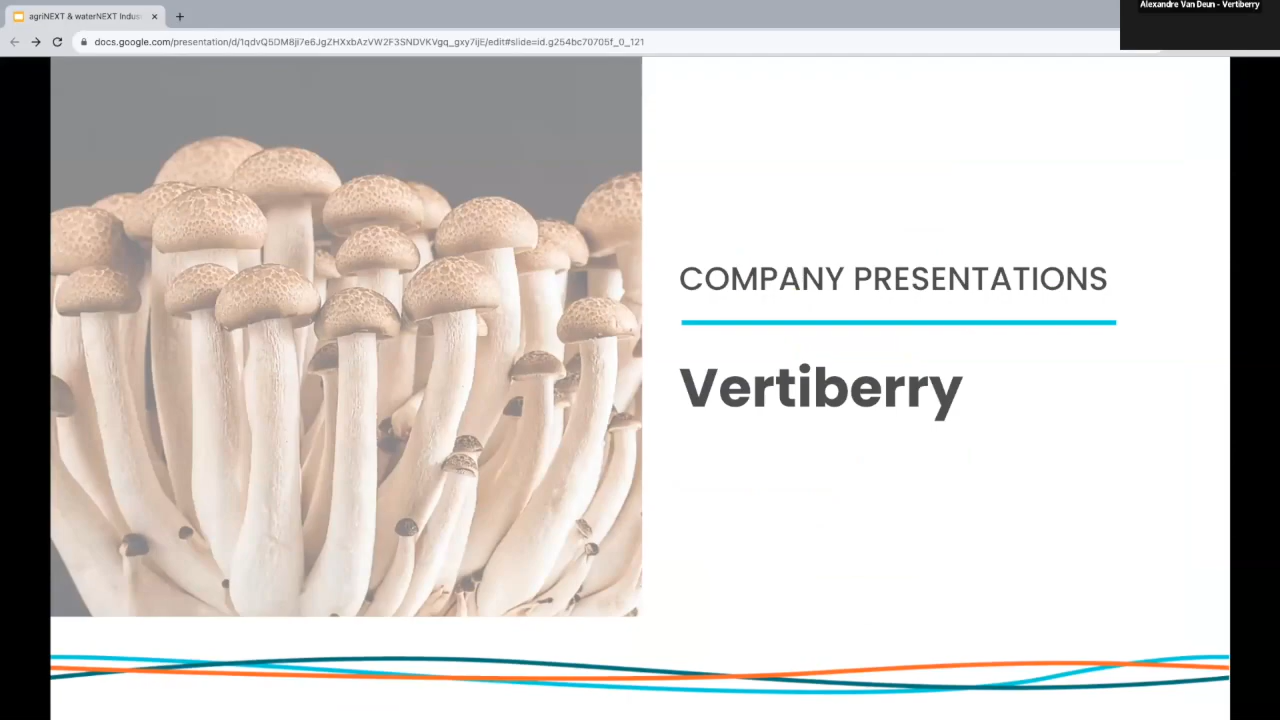 agriNEXT & waterNEXT Indus
Alexandre Van Deun - Vertiberry
docs.google.com/presentation/d/1qdvQ5DM8ji7e6JgZHXxbAzVW2F3SNDVKVgq_gxy7ijE/edit#slide=id.g254bc70705f_0_121
COMPANY PRESENTATIONS
Vertiberry